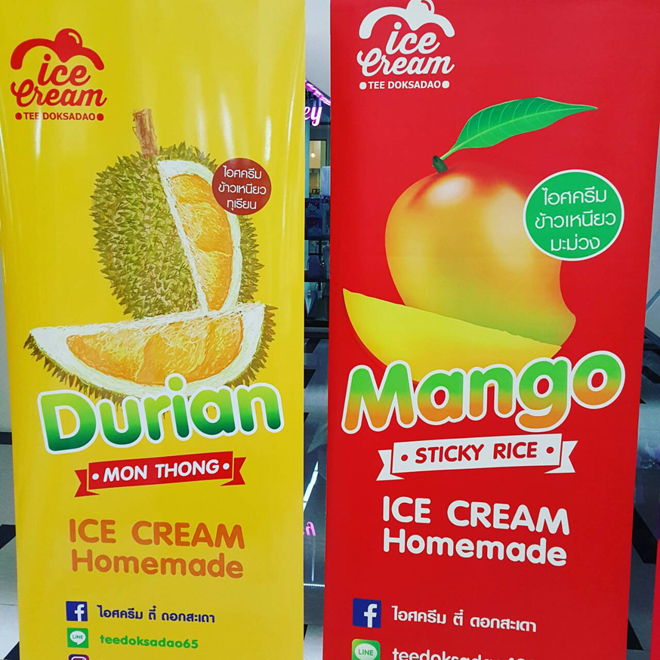 ice
Cream
TEE DOKSADAO
ไอศครีม
ข้าวเหนียว
ทุเรียน
Durian
MON THONG
ICE CREAM
Homemade
ไอศครีม ตี๋ ดอกสะเดา
LINE
teedoksadao65
ice
Cream
TEE DOKSADAO
ไอศครีม
ข้าวเหนียว
มะม่วง
Mango
STICKY RICE
ICE CREAM
Homemade
ไอศครีม ตี๋ ดอกสะเดา
LINE